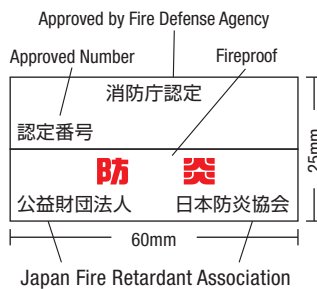 Approved by Fire Defense Agency
Approved Number
Fireproof
消防庁認定
認定番号
防 炎
公益財団法人 日本防炎協会
25mm
60mm
Japan Fire Retardant Association